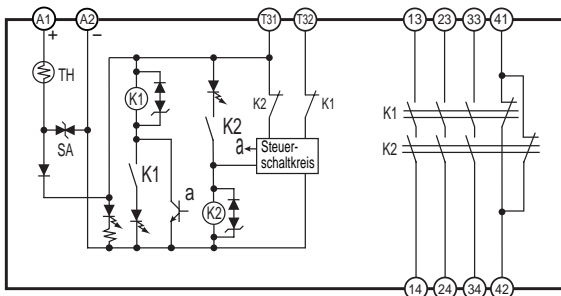 A1 A2 T31 T32 13 23 33 41
+ −
TH
K1
K2
K2 K1
K1
K2
SA
a
Steuer-
schaltkreis
K1
a
K2
14 24 34 42